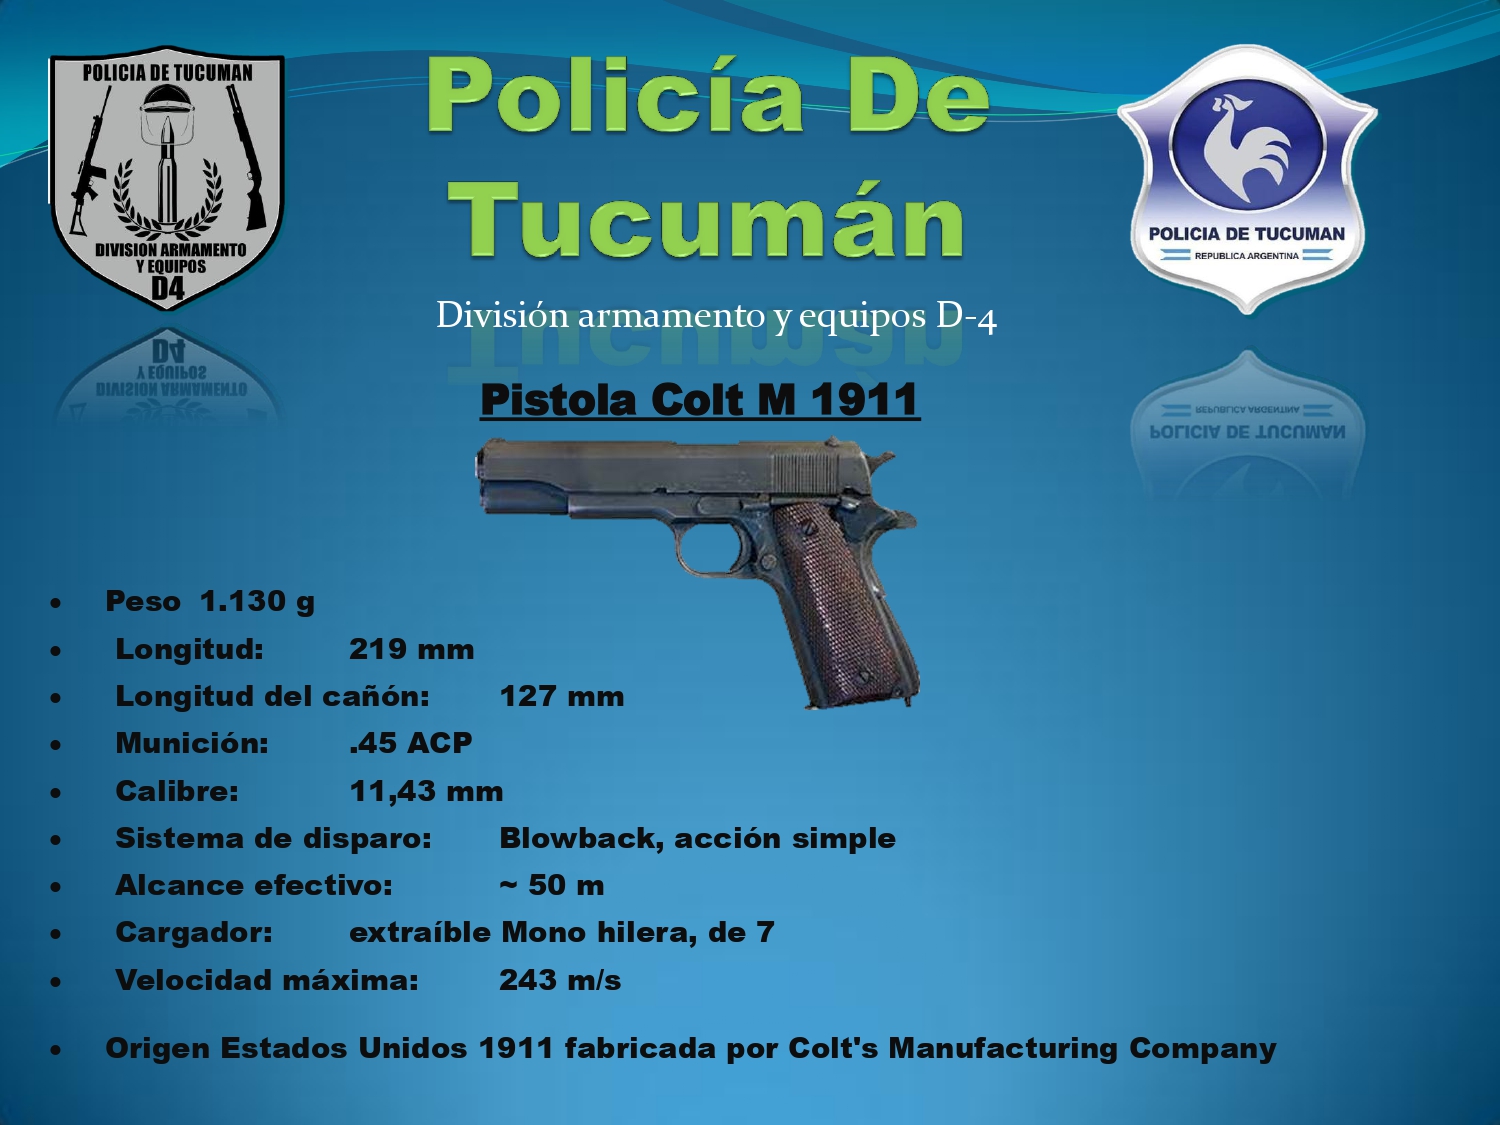 POLICIA DE TUCUMAN
DIVISION ARMAMENTO
Y EQUIPOS
D4
Policía De
Tucumán
POLICIA DE TUCUMAN
REPUBLICA ARGENTINA
División armamento y equipos D-4
Pistola Colt M 1911
• Peso 1.130 g
• Longitud: 219 mm
• Longitud del cañón: 127 mm
• Munición: .45 ACP
• Calibre: 11,43 mm
• Sistema de disparo: Blowback, acción simple
• Alcance efectivo: ~ 50 m
• Cargador: extraíble Mono hilera, de 7
• Velocidad máxima: 243 m/s
• Origen Estados Unidos 1911 fabricada por Colt's Manufacturing Company